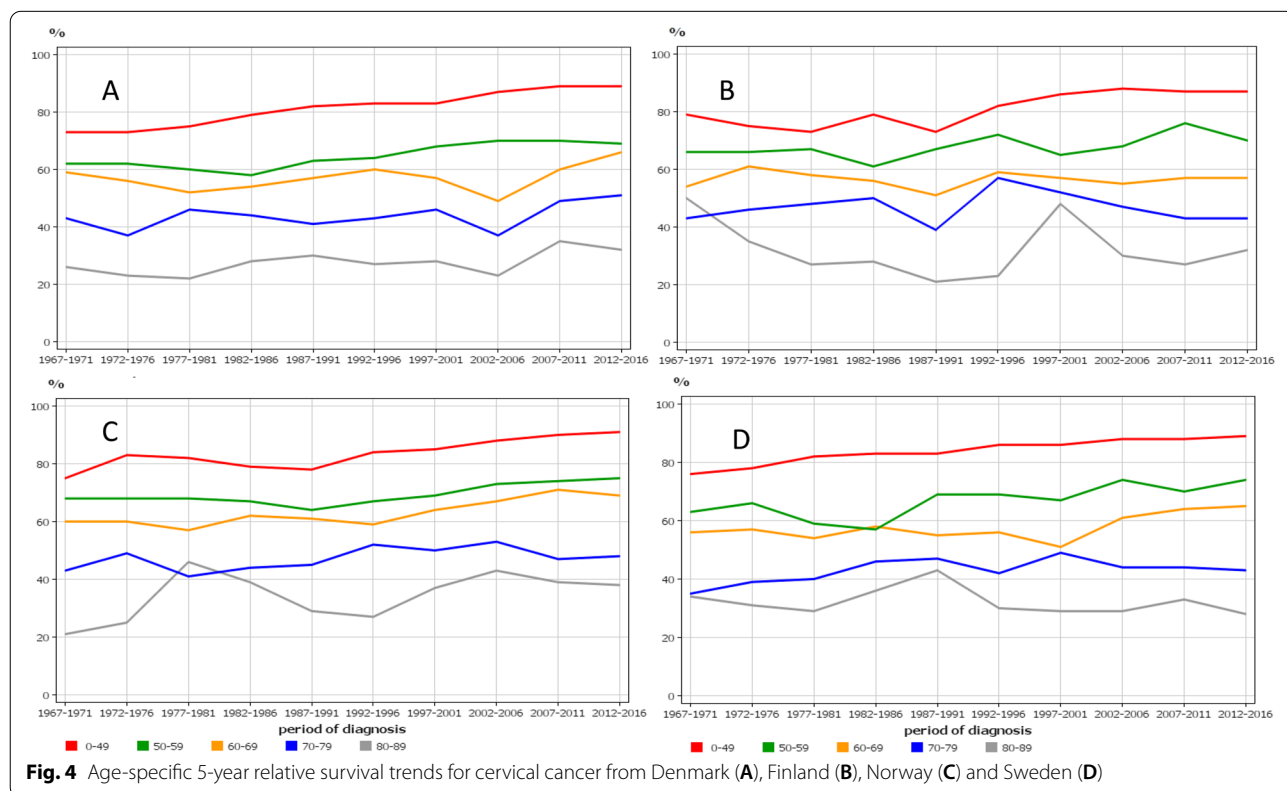 %
100
80
60
40
20
0
A
1967-1971 1972-1976 1977-1981 1982-1986 1987-1991 1992-1996 1997-2001 2002-2006 2007-2011 2012-2016
%
100
80
60
40
20
0
B
1967-1971 1972-1976 1977-1981 1982-1986 1987-1991 1992-1996 1997-2001 2002-2006 2007-2011 2012-2016
%
100
80
60
40
20
0
C
1967-1971 1972-1976 1977-1981 1982-1986 1987-1991 1992-1996 1997-2001 2002-2006 2007-2011 2012-2016
period of diagnosis
0-49 50-59 60-69 70-79 80-89
%
100
80
60
40
20
0
D
1967-1971 1972-1976 1977-1981 1982-1986 1987-1991 1992-1996 1997-2001 2002-2006 2007-2011 2012-2016
period of diagnosis
0-49 50-59 60-69 70-79 80-89
Fig. 4 Age-specific 5-year relative survival trends for cervical cancer from Denmark (A), Finland (B), Norway (C) and Sweden (D)